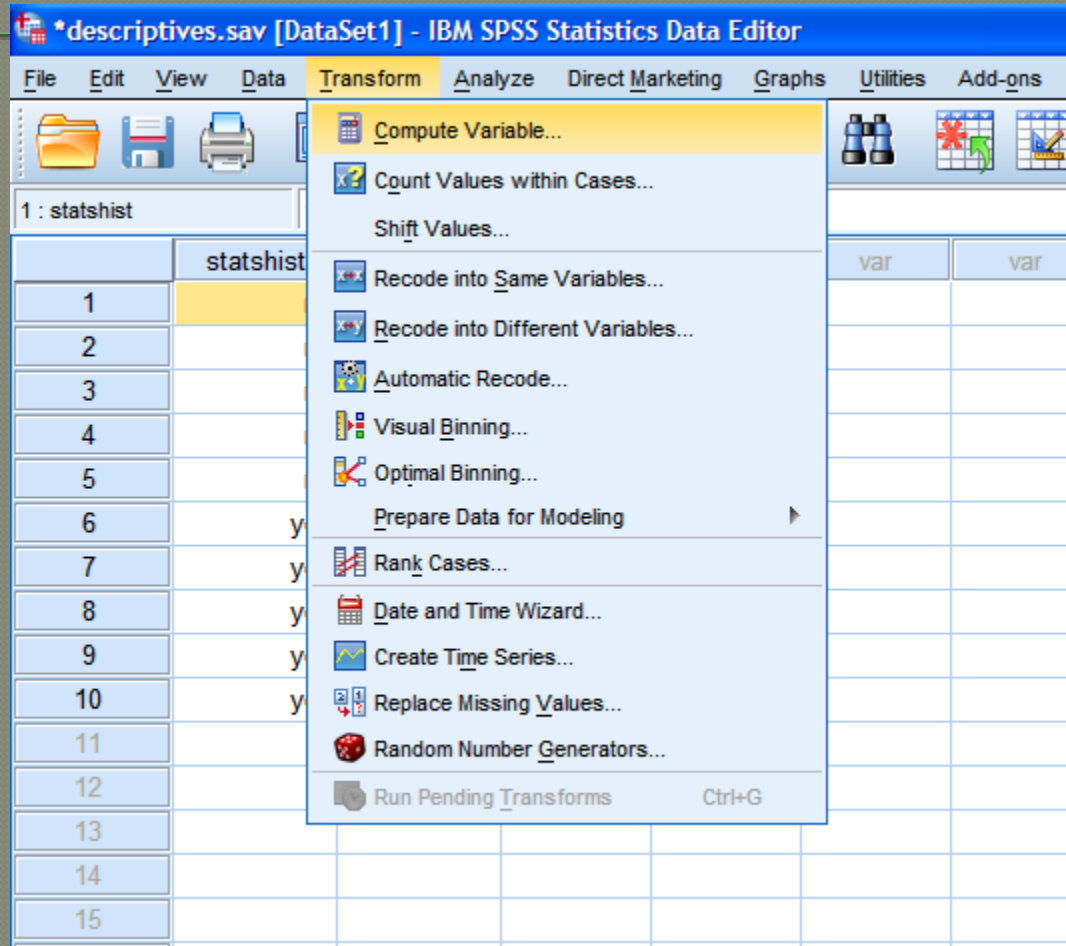 *descriptives.sav [DataSet1] - IBM SPSS Statistics Data Editor
File Edit View Data Transform Analyze Direct Marketing Graphs Utilities Add-ons
Compute Variable...
Count Values within Cases...
1 : statshist
Shift Values...
statshist var var
Recode into Same Variables...
1
Recode into Different Variables...
2
Automatic Recode...
3
Visual Binning...
4
Optimal Binning...
5
Prepare Data for Modeling
6
Rank Cases...
7
Date and Time Wizard...
8
Create Time Series...
9
Replace Missing Values...
10
Random Number Generators...
11
Run Pending Transforms Ctrl+G
12
13
14
15